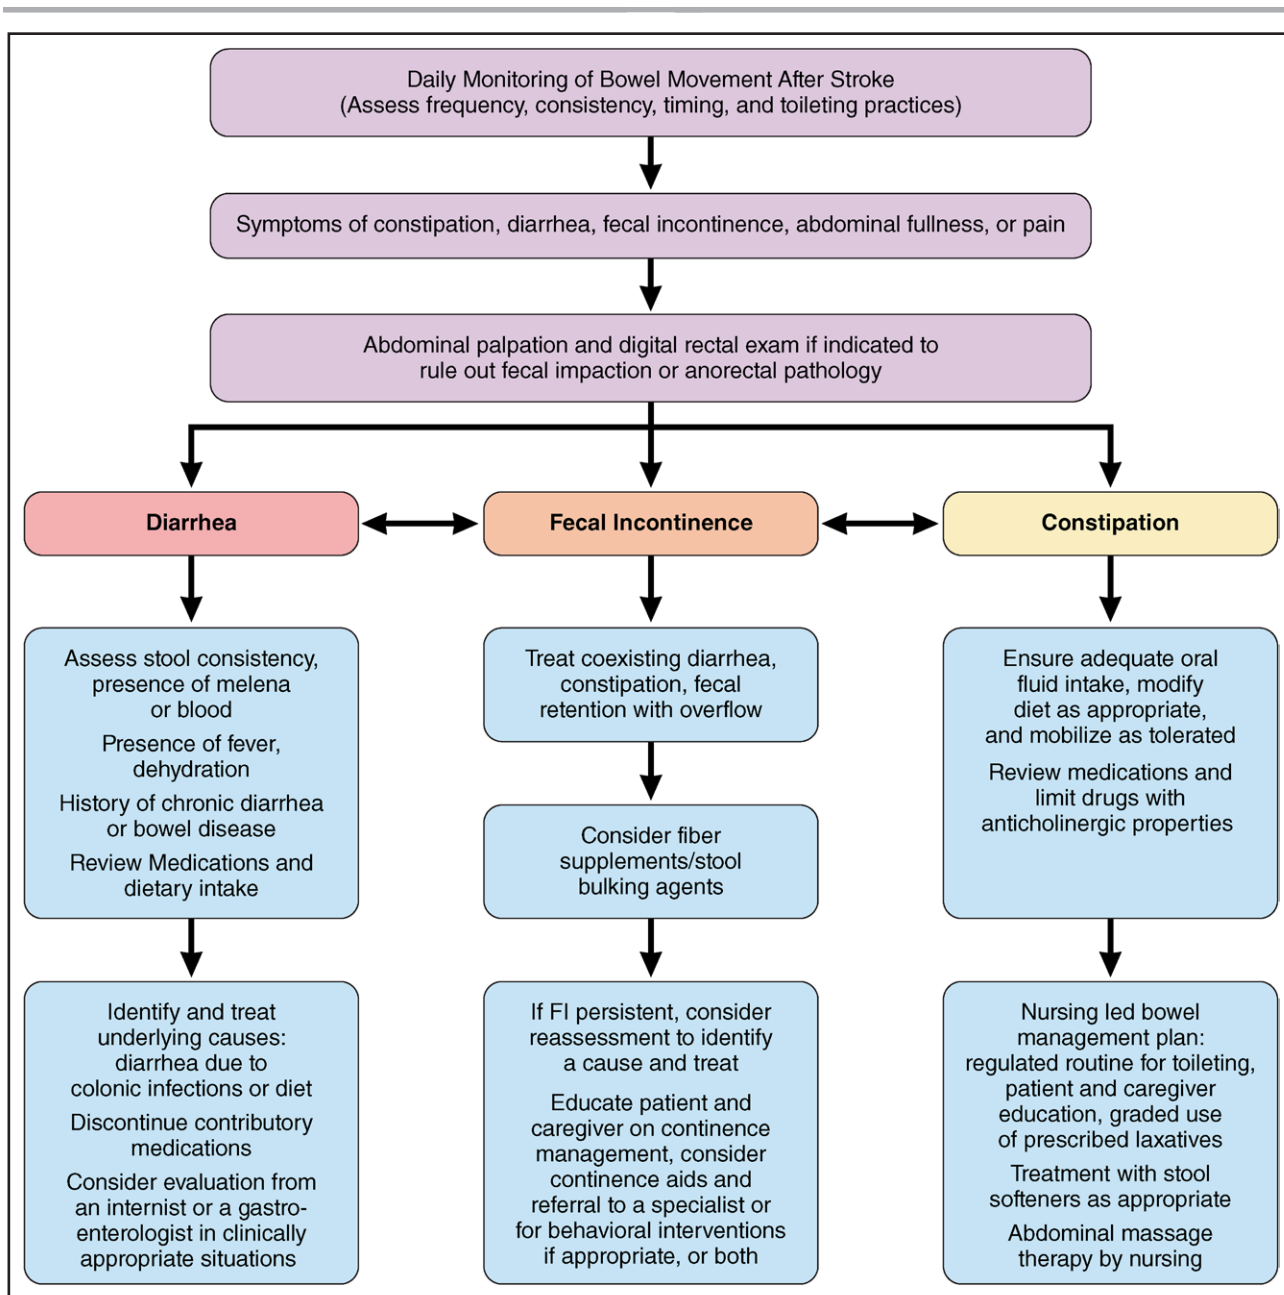 Daily Monitoring of Bowel Movement After Stroke
(Assess frequency, consistency, timing, and toileting practices)
Symptoms of constipation, diarrhea, fecal incontinence, abdominal fullness, or pain
Abdominal palpation and digital rectal exam if indicated to
rule out fecal impaction or anorectal pathology
Diarrhea
Fecal Incontinence
Constipation
Assess stool consistency,
presence of melena
or blood
Presence of fever,
dehydration
History of chronic diarrhea
or bowel disease
Review Medications and
dietary intake
Identify and treat
underlying causes:
diarrhea due to
colonic infections or diet
Discontinue contributory
medications
Consider evaluation from
an internist or a gastro-
enterologist in clinically
appropriate situations
Treat coexisting diarrhea,
constipation, fecal
retention with overflow
Consider fiber
supplements/stool
bulking agents
If FI persistent, consider
reassessment to identify
a cause and treat
Educate patient and
caregiver on continence
management, consider
continence aids and
referral to a specialist or
for behavioral interventions
if appropriate, or both
Ensure adequate oral
fluid intake, modify
diet as appropriate,
and mobilize as tolerated
Review medications and
limit drugs with
anticholinergic properties
Nursing led bowel
management plan:
regulated routine for toileting,
patient and caregiver
education, graded use
of prescribed laxatives
Treatment with stool
softeners as appropriate
Abdominal massage
therapy by nursing